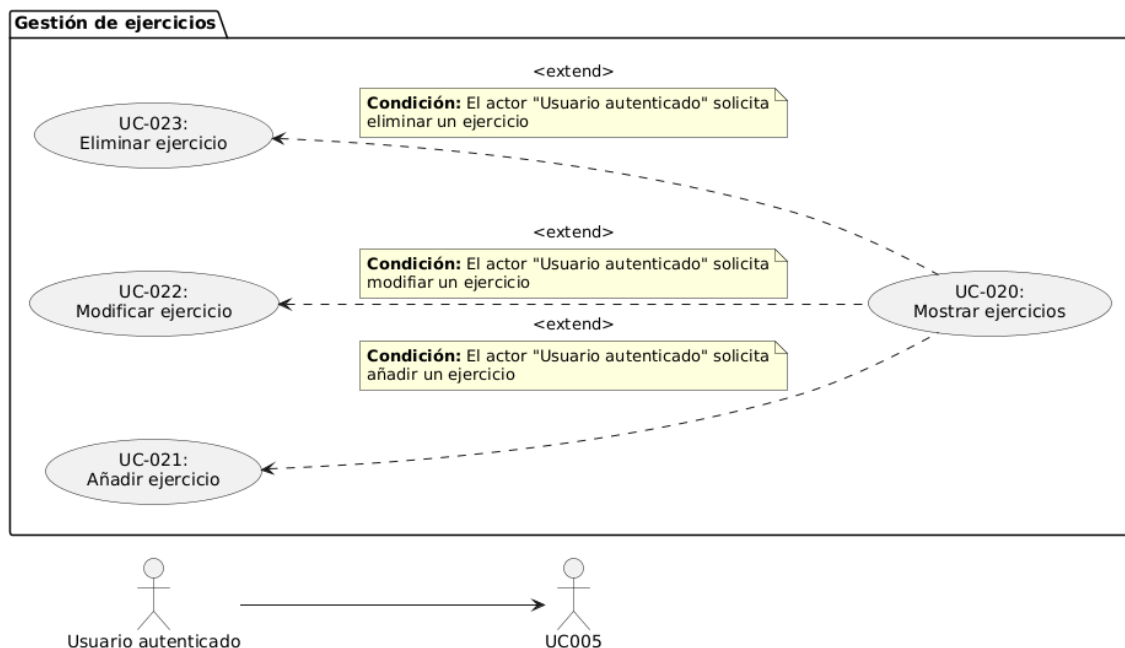 Gestión de ejercicios
<extend>
Condición: El actor "Usuario autenticado" solicita
eliminar un ejercicio
UC-023:
Eliminar ejercicio
<extend>
Condición: El actor "Usuario autenticado" solicita
modifiar un ejercicio
UC-022:
Modificar ejercicio
UC-020:
Mostrar ejercicios
<extend>
Condición: El actor "Usuario autenticado" solicita
añadir un ejercicio
UC-021:
Añadir ejercicio
Usuario autenticado
UC005